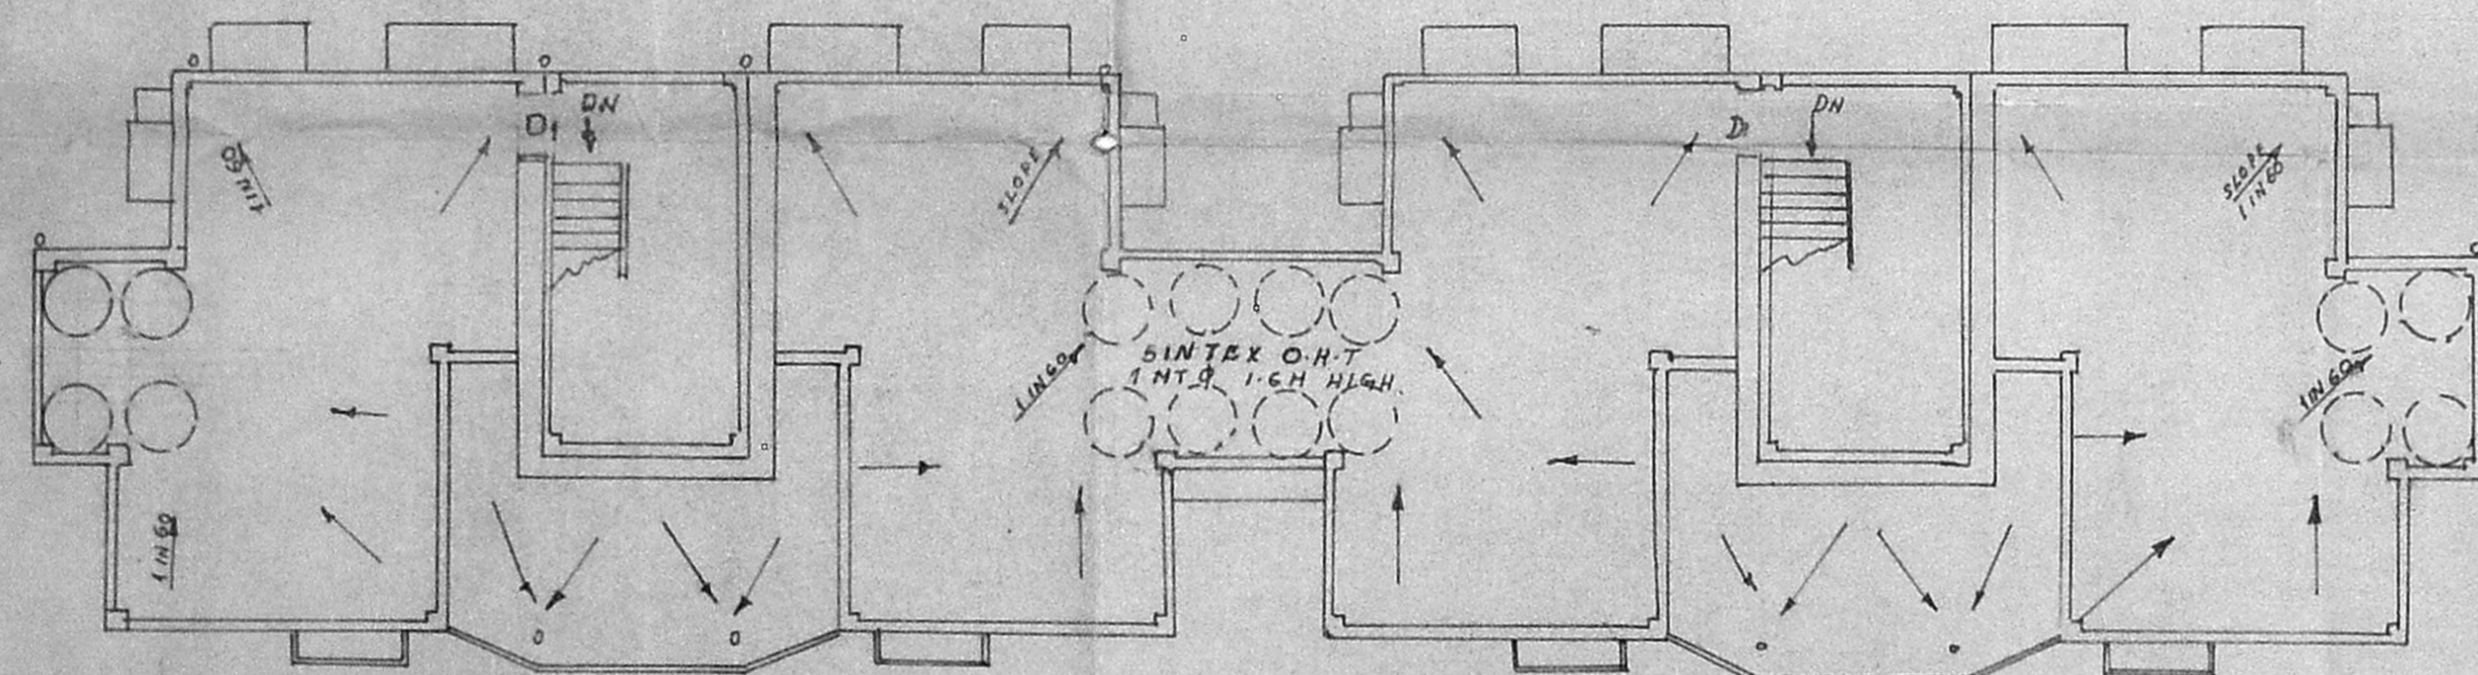 DN
D1
1 IN 60
SLOPE
DN
D1
SLOPE
1 IN 60
SINTEX O.H.T
1 MT Φ 1.6M HIGH
1 IN 60
1 IN 60
1 IN 60